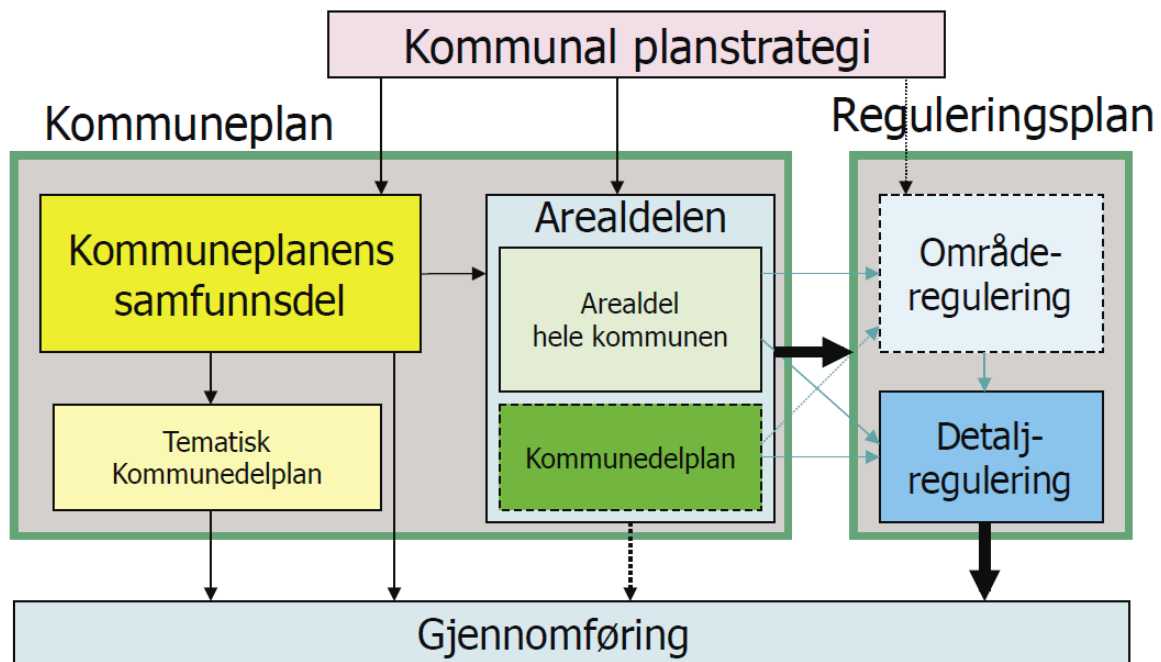 Kommunal planstrategi
Kommuneplan
Reguleringsplan
Kommuneplanens
samfunnsdel
Arealdelen
Arealdel
hele kommunen
Område-
regulering
Tematisk
Kommunedelplan
Kommunedelplan
Detalj-
regulering
Gjennomføring